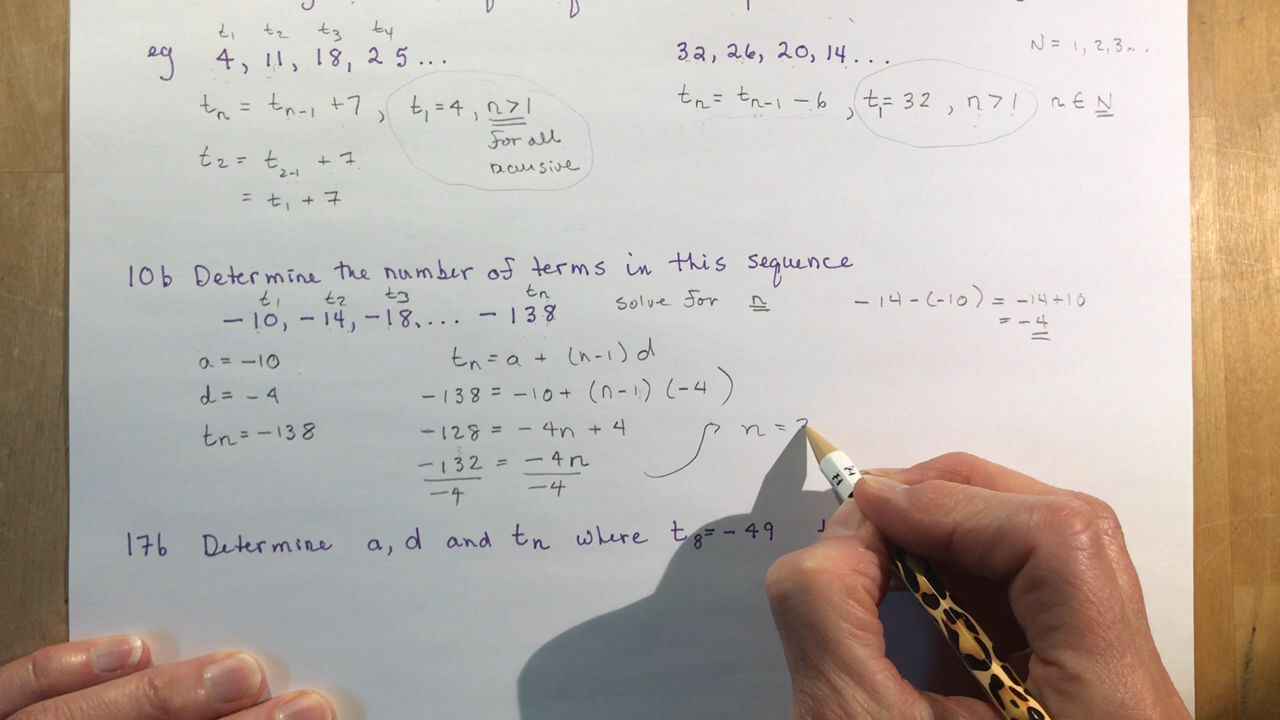 t₁ t₂ t₃ t₄
eg 4, 11, 18, 25...
tₙ = tₙ₋₁ + 7, t₁ = 4, n > 1
for all
recursive
t₂ = t₂₋₁ + 7
= t₁ + 7
32, 26, 20, 14...
N = 1, 2, 3...
tₙ = tₙ₋₁ - 6, t₁ = 32, n > 1 n ∈ N
10b Determine the number of terms in this sequence
t₁ t₂ t₃ tₙ
-10, -14, -18, ... -138 solve for n
-14-(-10) = -14+10
= -4
a = -10
d = -4
tₙ = -138
tₙ = a + (n-1) d
-138 = -10 + (n-1) (-4)
-128 = -4n + 4
-132 = -4n
-4 -4
n =
17b Determine a, d and tₙ where t₈ = -49